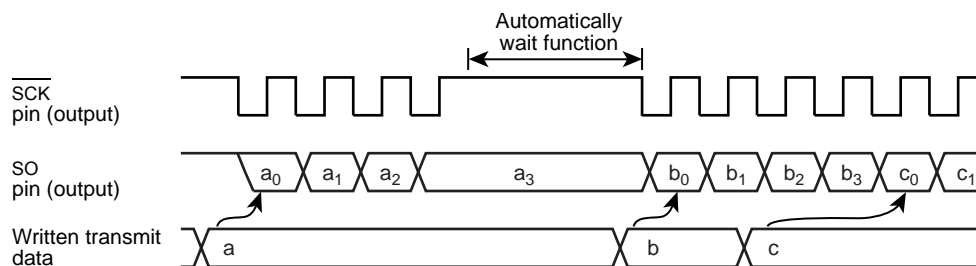 Automatically
wait function
SCK
pin (output)
SO
pin (output)
a0 a1 a2 a3 b0 b1 b2 b3 c0 c1
Written transmit
data
a b c